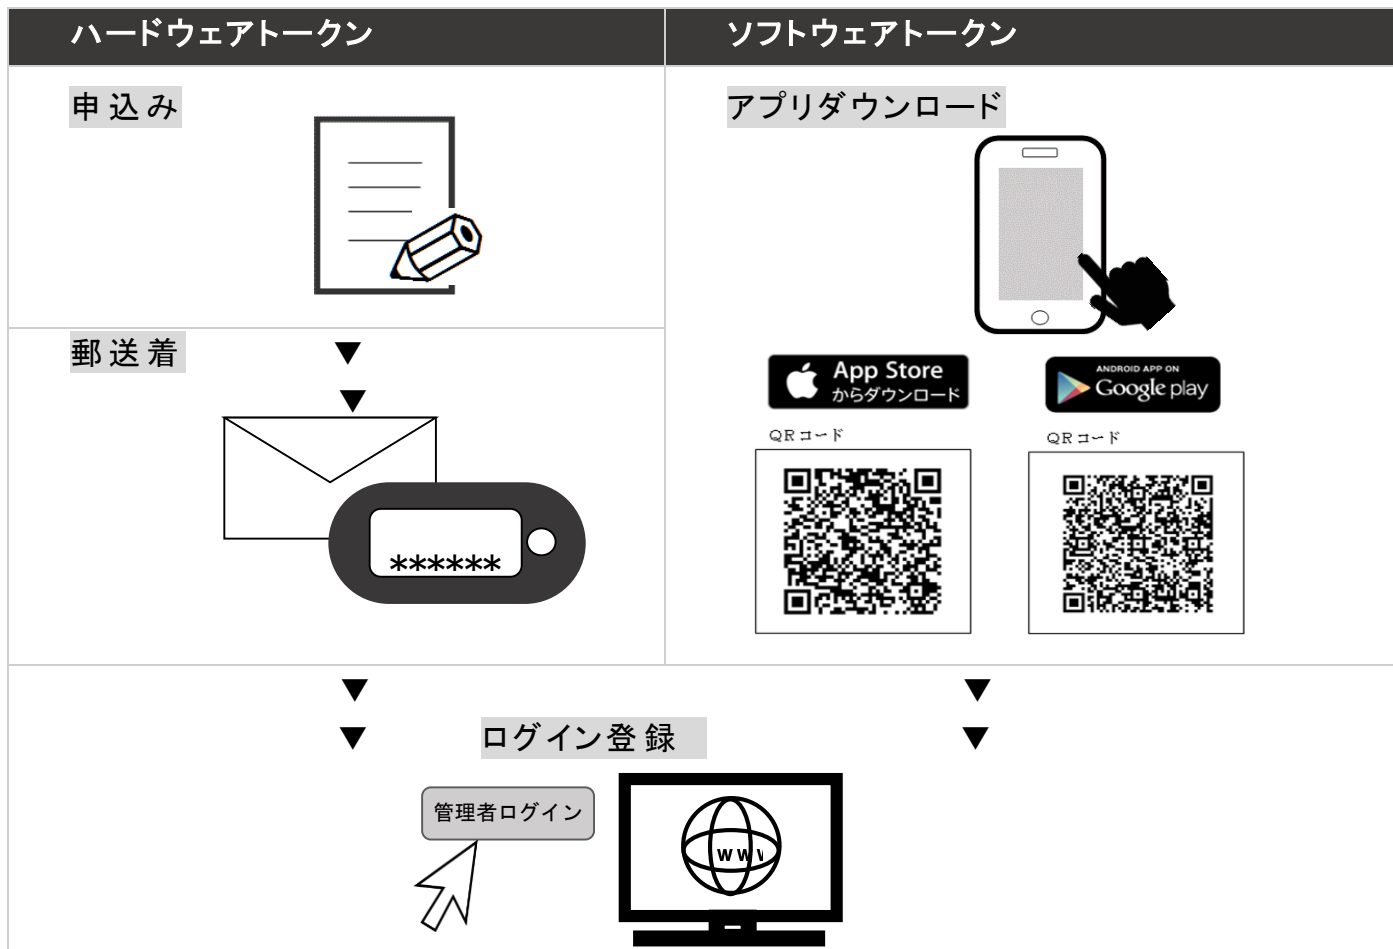 ハードウェアトークン
ソフトウェアトークン
申込み
アプリダウンロード
郵送着
App Store
からダウンロード
ANDROID APP ON
Google play
QRコード
QRコード
******
ログイン登録
管理者ログイン
www